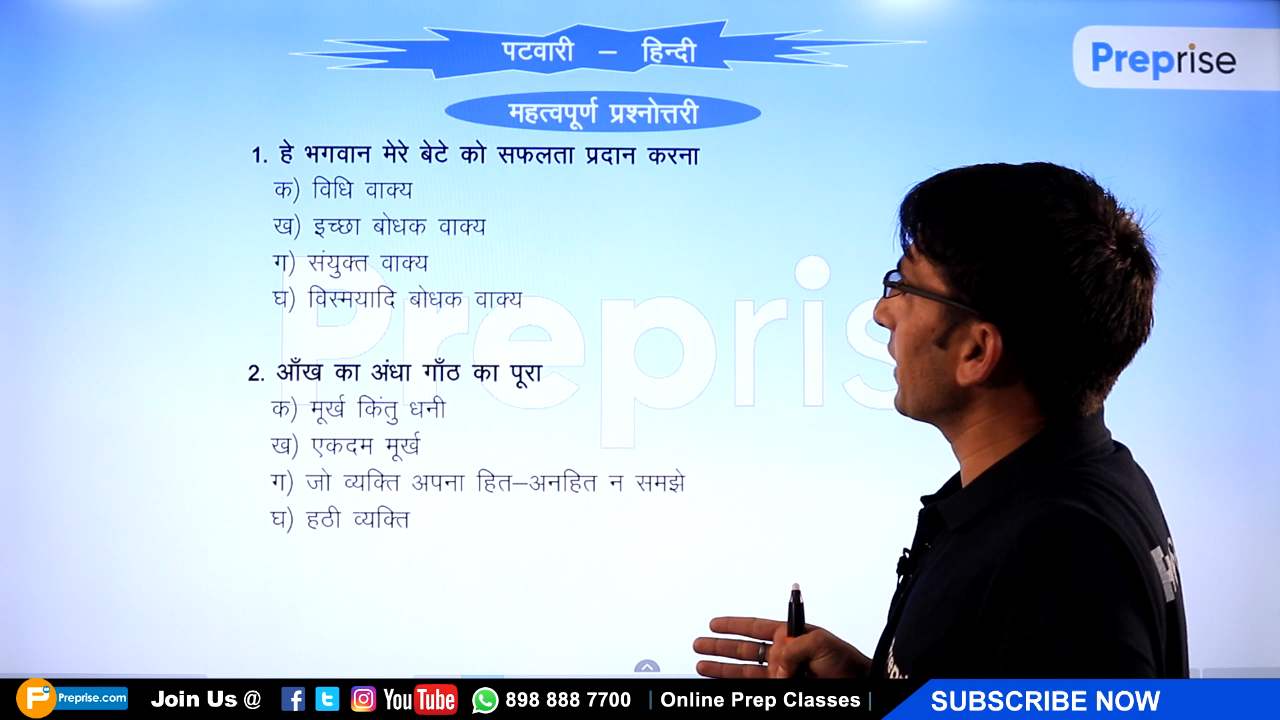 पटवारी – हिन्दी
Preprise
महत्वपूर्ण प्रश्नोत्तरी
1. हे भगवान मेरे बेटे को सफलता प्रदान करना
क) विधि वाक्य
ख) इच्छा बोधक वाक्य
ग) संयुक्त वाक्य
घ) विस्मयादि बोधक वाक्य
Prepris
2. आँख का अंधा गाँठ का पूरा
क) मूर्ख किंतु धनी
ख) एकदम मूर्ख
ग) जो व्यक्ति अपना हित–अनहित न समझे
घ) हठी व्यक्ति
Preprise.com Join Us @ YouTube 898 888 7700 | Online Prep Classes | SUBSCRIBE NOW